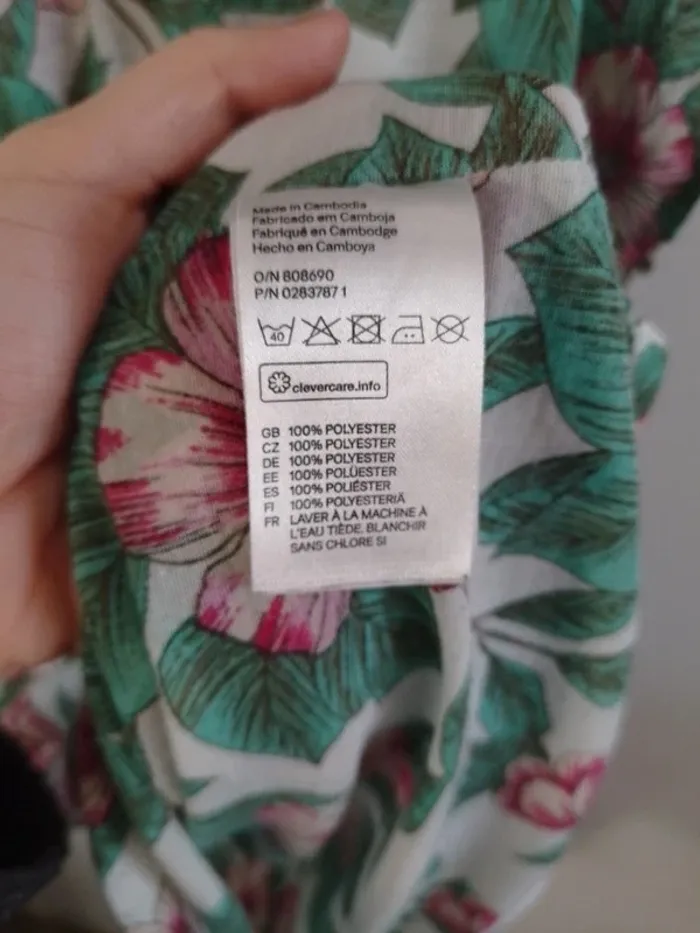 Made in Cambodia
Fabricado em Camboja
Fabriqué en Cambodge
Hecho en Camboya
O/N 808690
P/N 02837871
40
clevercare.info
GB 100% POLYESTER
CZ 100% POLYESTER
DE 100% POLYESTER
EE 100% POLÜESTER
ES 100% POLIÉSTER
FI 100% POLYESTERIÄ
FR LAVER À LA MACHINE À
L'EAU TIÈDE, BLANCHIR
SANS CHLORE SI